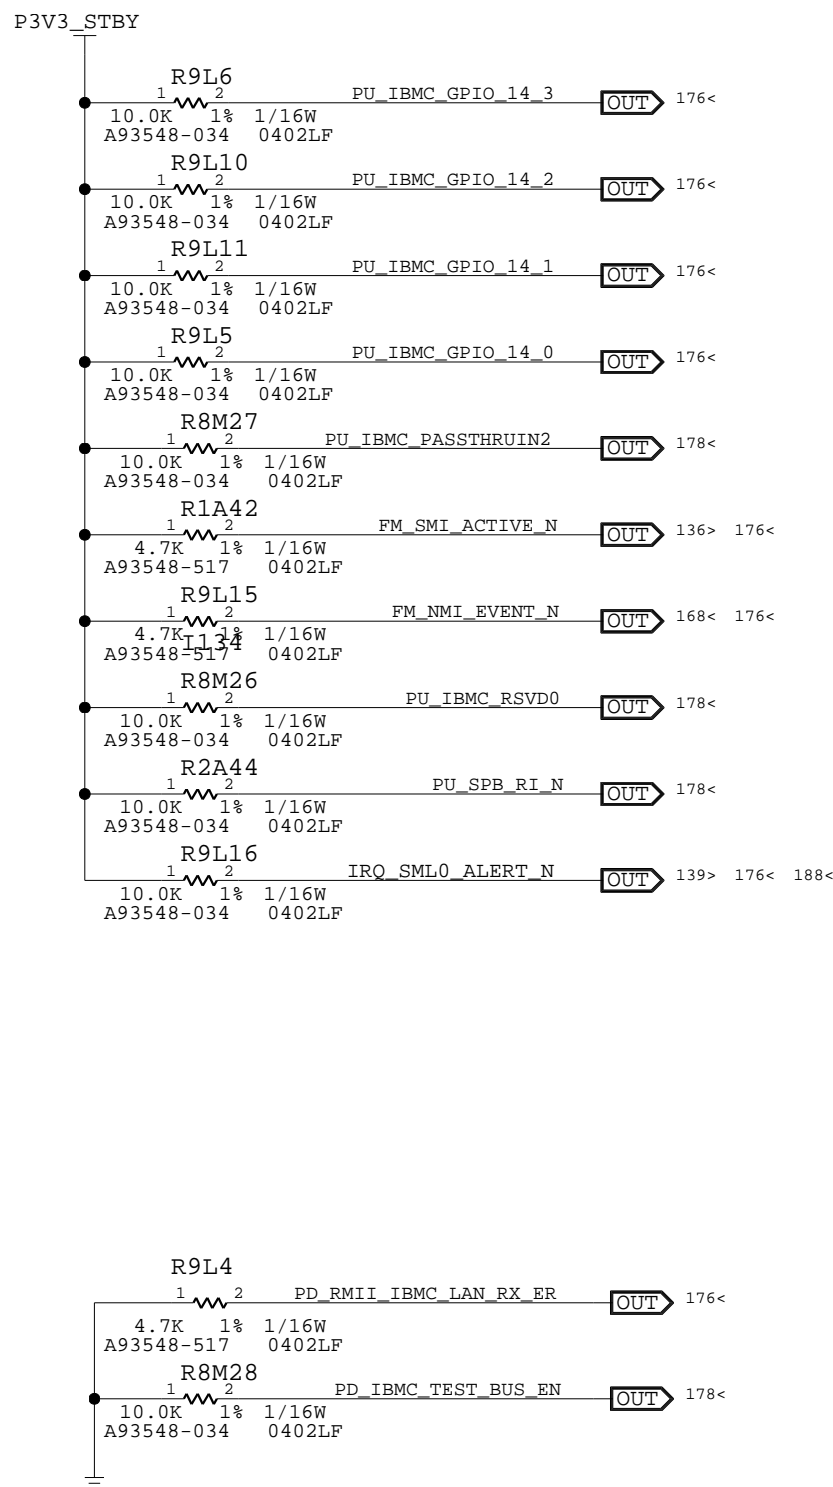 P3V3_STBY
R9L6
1 2 PU_IBMC_GPIO_14_3 OUT 176<
10.0K 1% 1/16W
A93548-034 0402LF
R9L10
1 2 PU_IBMC_GPIO_14_2 OUT 176<
10.0K 1% 1/16W
A93548-034 0402LF
R9L11
1 2 PU_IBMC_GPIO_14_1 OUT 176<
10.0K 1% 1/16W
A93548-034 0402LF
R9L5
1 2 PU_IBMC_GPIO_14_0 OUT 176<
10.0K 1% 1/16W
A93548-034 0402LF
R8M27
1 2 PU_IBMC_PASSTHRUIN2 OUT 178<
10.0K 1% 1/16W
A93548-034 0402LF
R1A42
1 2 FM_SMI_ACTIVE_N OUT 136> 176<
4.7K 1% 1/16W
A93548-517 0402LF
R9L15
1 2 FM_NMI_EVENT_N OUT 168< 176<
4.7K 1% 1/16W
I134
A93548-517 0402LF
R8M26
1 2 PU_IBMC_RSVD0 OUT 178<
10.0K 1% 1/16W
A93548-034 0402LF
R2A44
1 2 PU_SPB_RI_N OUT 178<
10.0K 1% 1/16W
A93548-034 0402LF
R9L16
1 2 IRQ_SML0_ALERT_N OUT 139> 176< 188<
10.0K 1% 1/16W
A93548-034 0402LF
R9L4
1 2 PD_RMII_IBMC_LAN_RX_ER OUT 176<
4.7K 1% 1/16W
A93548-517 0402LF
R8M28
1 2 PD_IBMC_TEST_BUS_EN OUT 178<
10.0K 1% 1/16W
A93548-034 0402LF